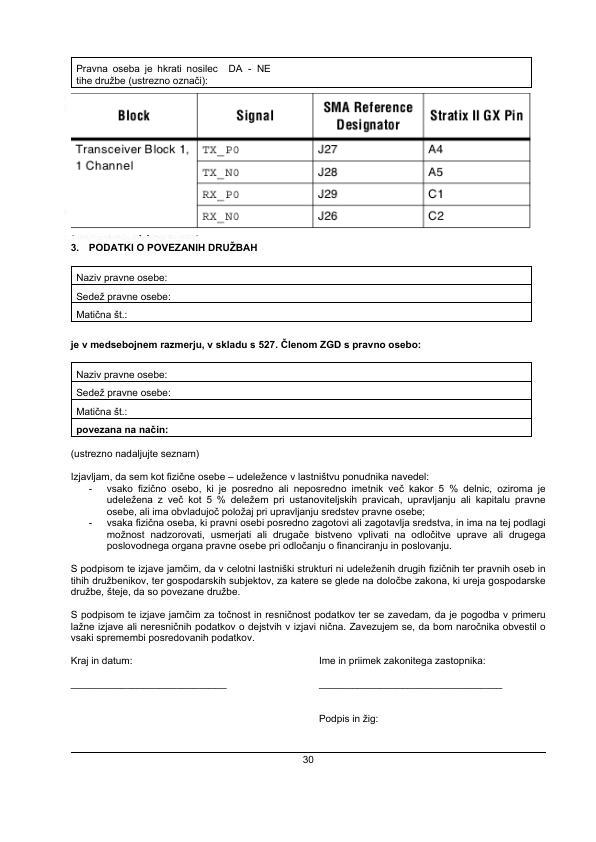 Pravna oseba je hkrati nosilec DA - NE
tihe družbe (ustrezno označi):
Block Signal SMA Reference Designator Stratix II GX Pin
Transceiver Block 1, 1 Channel TX_P0 J27 A4
TX_N0 J28 A5
RX_P0 J29 C1
RX_N0 J26 C2
3. PODATKI O POVEZANIH DRUŽBAH
Naziv pravne osebe:
Sedež pravne osebe:
Matična št.:
je v medsebojnem razmerju, v skladu s 527. Členom ZGD s pravno osebo:
Naziv pravne osebe:
Sedež pravne osebe:
Matična št.:
povezana na način:
(ustrezno nadaljujte seznam)
Izjavljam, da sem kot fizične osebe – udeležence v lastništvu ponudnika navedel:
- vsako fizično osebo, ki je posredno ali neposredno imetnik več kakor 5 % delnic, oziroma je
udeležena z več kot 5 % deležem pri ustanoviteljskih pravicah, upravljanju ali kapitalu pravne
osebe, ali ima obvladujoč položaj pri upravljanju sredstev pravne osebe;
- vsaka fizična oseba, ki pravni osebi posredno zagotovi ali zagotavlja sredstva, in ima na tej podlagi
možnost nadzorovati, usmerjati ali drugače bistveno vplivati na odločitve uprave ali drugega
poslovodnega organa pravne osebe pri odločanju o financiranju in poslovanju.
S podpisom te izjave jamčim, da v celotni lastniški strukturi ni udeleženih drugih fizičnih ter pravnih oseb in
tihih družbenikov, ter gospodarskih subjektov, za katere se glede na določbe zakona, ki ureja gospodarske
družbe, šteje, da so povezane družbe.
S podpisom te izjave jamčim za točnost in resničnost podatkov ter se zavedam, da je pogodba v primeru
lažne izjave ali neresničnih podatkov o dejstvih v izjavi nična. Zavezujem se, da bom naročnika obvestil o
vsaki spremembi posredovanih podatkov.
Kraj in datum: Ime in priimek zakonitega zastopnika:
Podpis in žig:
30